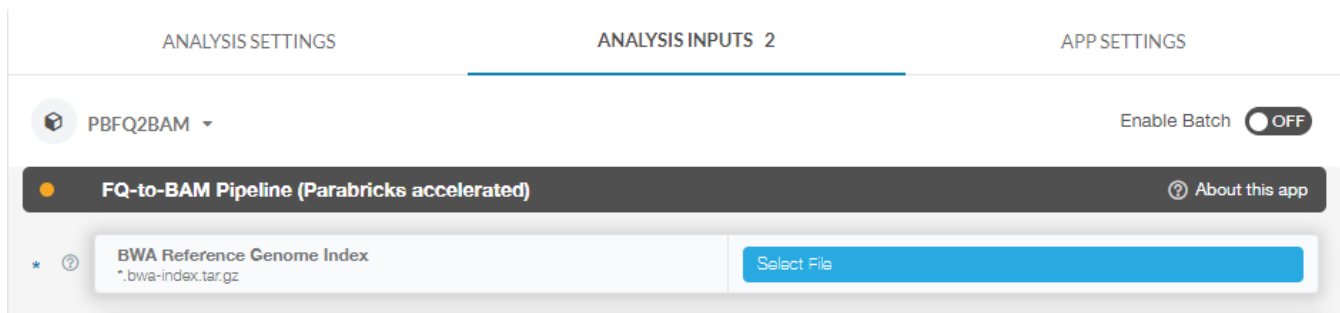 ANALYSIS SETTINGS
ANALYSIS INPUTS 2
APP SETTINGS
PBFQ2BAM
Enable Batch OFF
FQ-to-BAM Pipeline (Parabricks accelerated)
? About this app
* ?
BWA Reference Genome Index
*.bwa-index.tar.gz
Select File